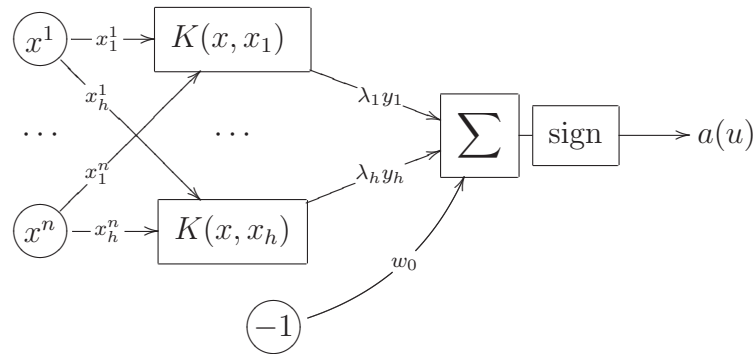 x^1 x_1^1 K(x, x_1)
x_h^1 λ_1 y_1
· · · · · · ∑ sign a(u)
x_1^n λ_h y_h
x^n x_h^n K(x, x_h)
w_0
−1